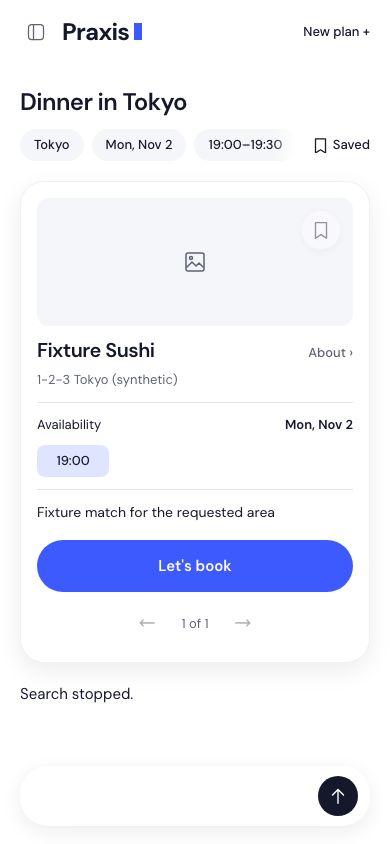 Praxis
New plan +
Dinner in Tokyo
Tokyo
Mon, Nov 2
19:00–19:30
Saved
Fixture Sushi
About ›
1-2-3 Tokyo (synthetic)
Availability
Mon, Nov 2
19:00
Fixture match for the requested area
Let's book
← 1 of 1 →
Search stopped.